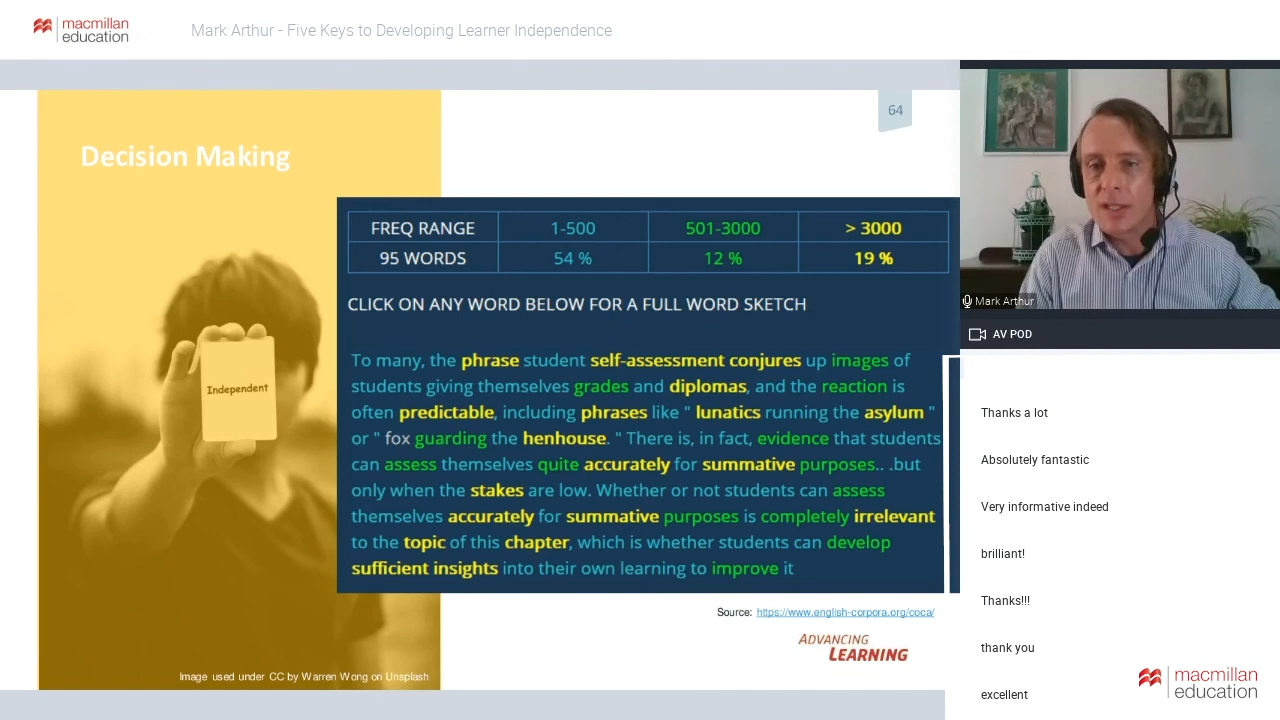 macmillan
education
Mark Arthur - Five Keys to Developing Learner Independence
64
Decision Making
Independent
FREQ RANGE 1-500 501-3000 > 3000
95 WORDS 54 % 12 % 19 %
CLICK ON ANY WORD BELOW FOR A FULL WORD SKETCH
To many, the phrase student self-assessment conjures up images of
students giving themselves grades and diplomas, and the reaction is
often predictable, including phrases like " lunatics running the asylum "
or " fox guarding the henhouse. " There is, in fact, evidence that students
can assess themselves quite accurately for summative purposes.. .but
only when the stakes are low. Whether or not students can assess
themselves accurately for summative purposes is completely irrelevant
to the topic of this chapter, which is whether students can develop
sufficient insights into their own learning to improve it
Source: https://www.english-corpora.org/coca/
ADVANCING
LEARNING
Image used under CC by Warren Wong on Unsplash
Mark Arthur
AV POD
Thanks a lot
Absolutely fantastic
Very informative indeed
brilliant!
Thanks!!!
thank you
excellent
macmillan
education